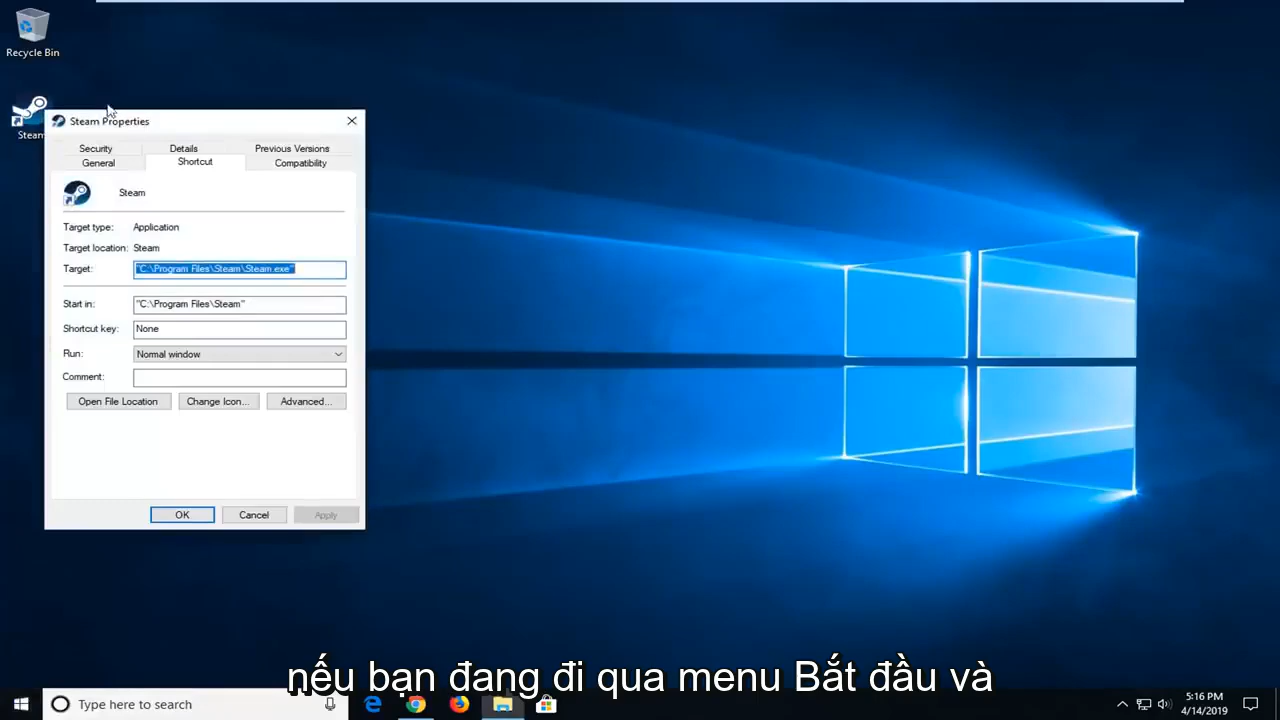 Recycle Bin
Steam
Steam Properties
Security Details Previous Versions
General Shortcut Compatibility
Steam
Target type: Application
Target location: Steam
Target: "C:\Program Files\Steam\Steam.exe"
Start in: "C:\Program Files\Steam"
Shortcut key: None
Run: Normal window
Comment:
Open File Location Change Icon... Advanced...
OK Cancel Apply
nếu bạn đang đi qua menu Bắt đầu và
Type here to search
5:16 PM
4/14/2019